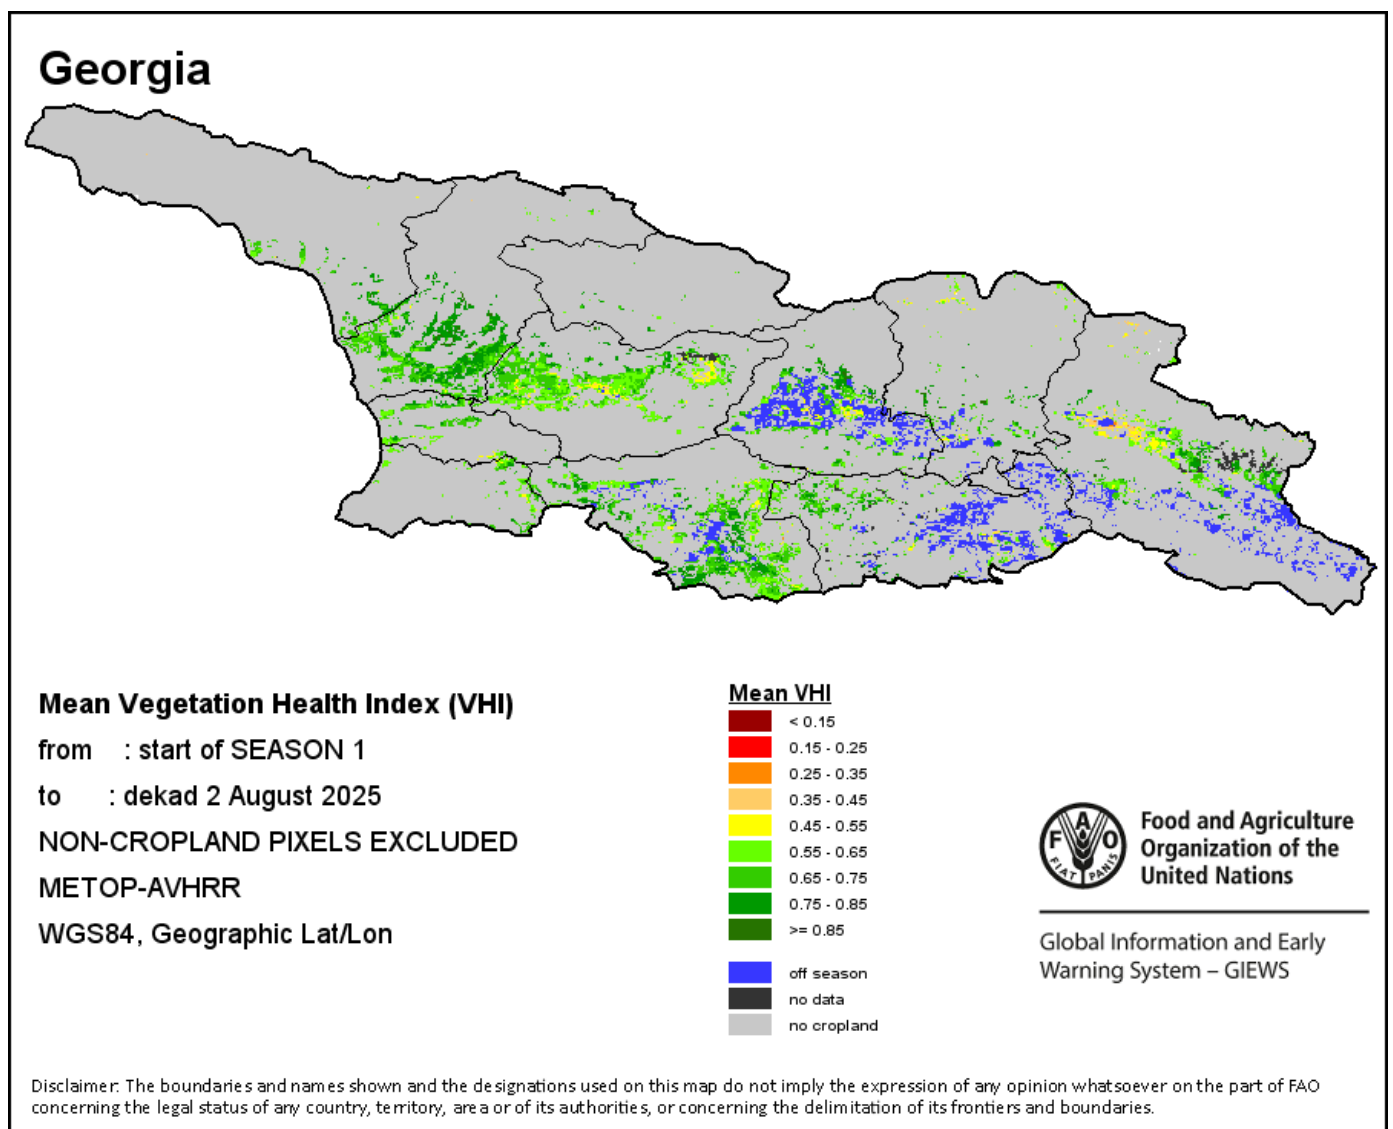 Georgia
Mean Vegetation Health Index (VHI)
from : start of SEASON 1
to : dekad 2 August 2025
NON-CROPLAND PIXELS EXCLUDED
METOP-AVHRR
WGS84, Geographic Lat/Lon
Mean VHI
< 0.15
0.15 - 0.25
0.25 - 0.35
0.35 - 0.45
0.45 - 0.55
0.55 - 0.65
0.65 - 0.75
0.75 - 0.85
>= 0.85
off season
no data
no cropland
F A O
FIAT PANIS
Food and Agriculture
Organization of the
United Nations
Global Information and Early
Warning System – GIEWS
Disclaimer: The boundaries and names shown and the designations used on this map do not imply the expression of any opinion whatsoever on the part of FAO
concerning the legal status of any country, territory, area or of its authorities, or concerning the delimitation of its frontiers and boundaries.